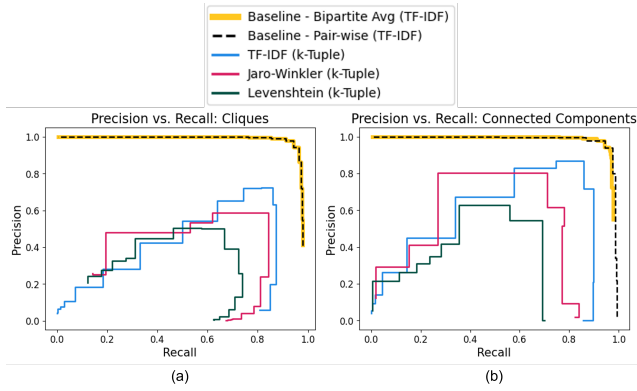 Baseline - Bipartite Avg (TF-IDF)
Baseline - Pair-wise (TF-IDF)
TF-IDF (k-Tuple)
Jaro-Winkler (k-Tuple)
Levenshtein (k-Tuple)
Precision vs. Recall: Cliques
1.0
0.8
0.6
0.4
0.2
0.0
Precision
0.0 0.2 0.4 0.6 0.8 1.0
Recall
(a)
Precision vs. Recall: Connected Components
1.0
0.8
0.6
0.4
0.2
0.0
Precision
0.0 0.2 0.4 0.6 0.8 1.0
Recall
(b)